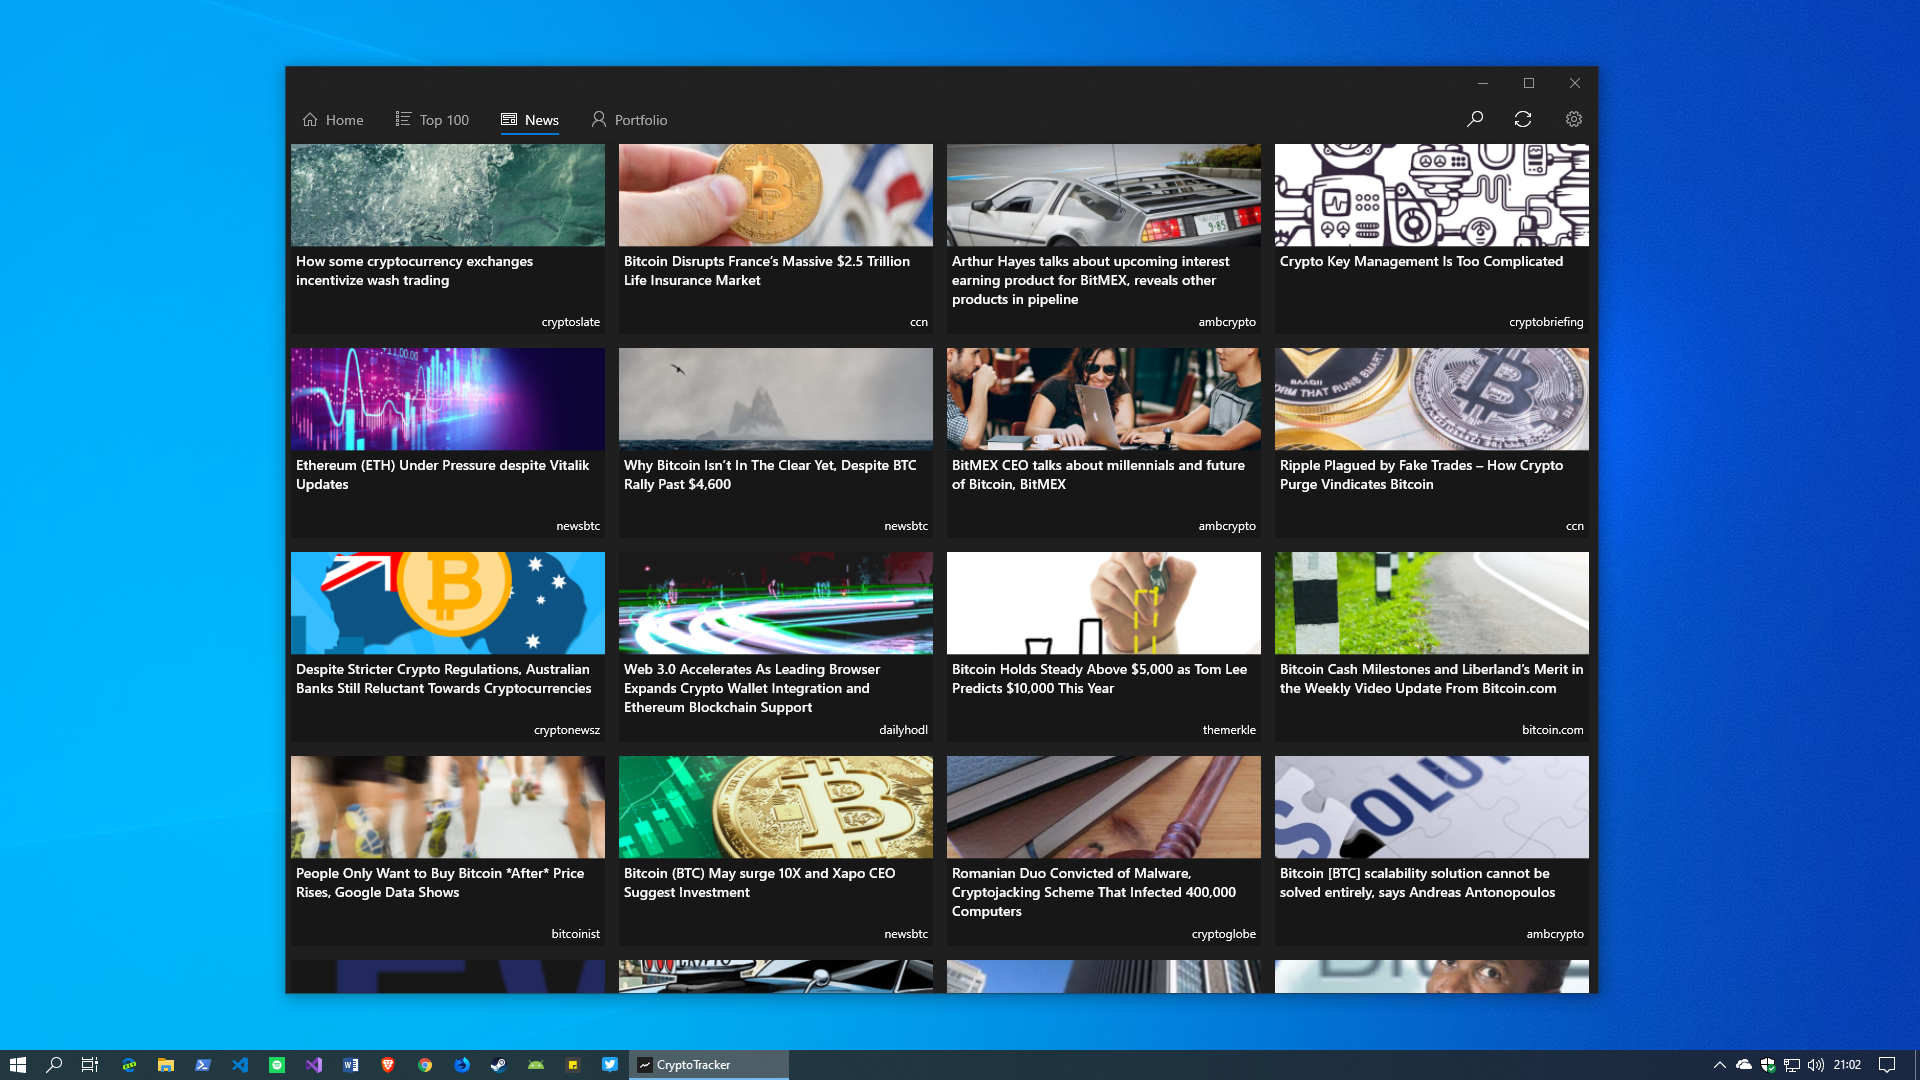 Home
Top 100
News
Portfolio
How some cryptocurrency exchanges
incentivize wash trading
cryptoslate
Bitcoin Disrupts France’s Massive $2.5 Trillion
Life Insurance Market
ccn
9·85
Arthur Hayes talks about upcoming interest
earning product for BitMEX, reveals other
products in pipeline
ambcrypto
Crypto Key Management Is Too Complicated
cryptobriefing
+11,00.00
Ethereum (ETH) Under Pressure despite Vitalik
Updates
newsbtc
Why Bitcoin Isn’t In The Clear Yet, Despite BTC
Rally Past $4,600
newsbtc
BitMEX CEO talks about millennials and future
of Bitcoin, BitMEX
ambcrypto
ORM THAT RUNS SMART
Ripple Plagued by Fake Trades – How Crypto
Purge Vindicates Bitcoin
ccn
Despite Stricter Crypto Regulations, Australian
Banks Still Reluctant Towards Cryptocurrencies
cryptonewsz
Web 3.0 Accelerates As Leading Browser
Expands Crypto Wallet Integration and
Ethereum Blockchain Support
dailyhodl
Bitcoin Holds Steady Above $5,000 as Tom Lee
Predicts $10,000 This Year
themerkle
Bitcoin Cash Milestones and Liberland’s Merit in
the Weekly Video Update From Bitcoin.com
bitcoin.com
People Only Want to Buy Bitcoin *After* Price
Rises, Google Data Shows
bitcoinist
Bitcoin (BTC) May surge 10X and Xapo CEO
Suggest Investment
newsbtc
Romanian Duo Convicted of Malware,
Cryptojacking Scheme That Infected 400,000
Computers
cryptoglobe
SOLUT
Bitcoin [BTC] scalability solution cannot be
solved entirely, says Andreas Antonopoulos
ambcrypto
CryptoTracker
21:02